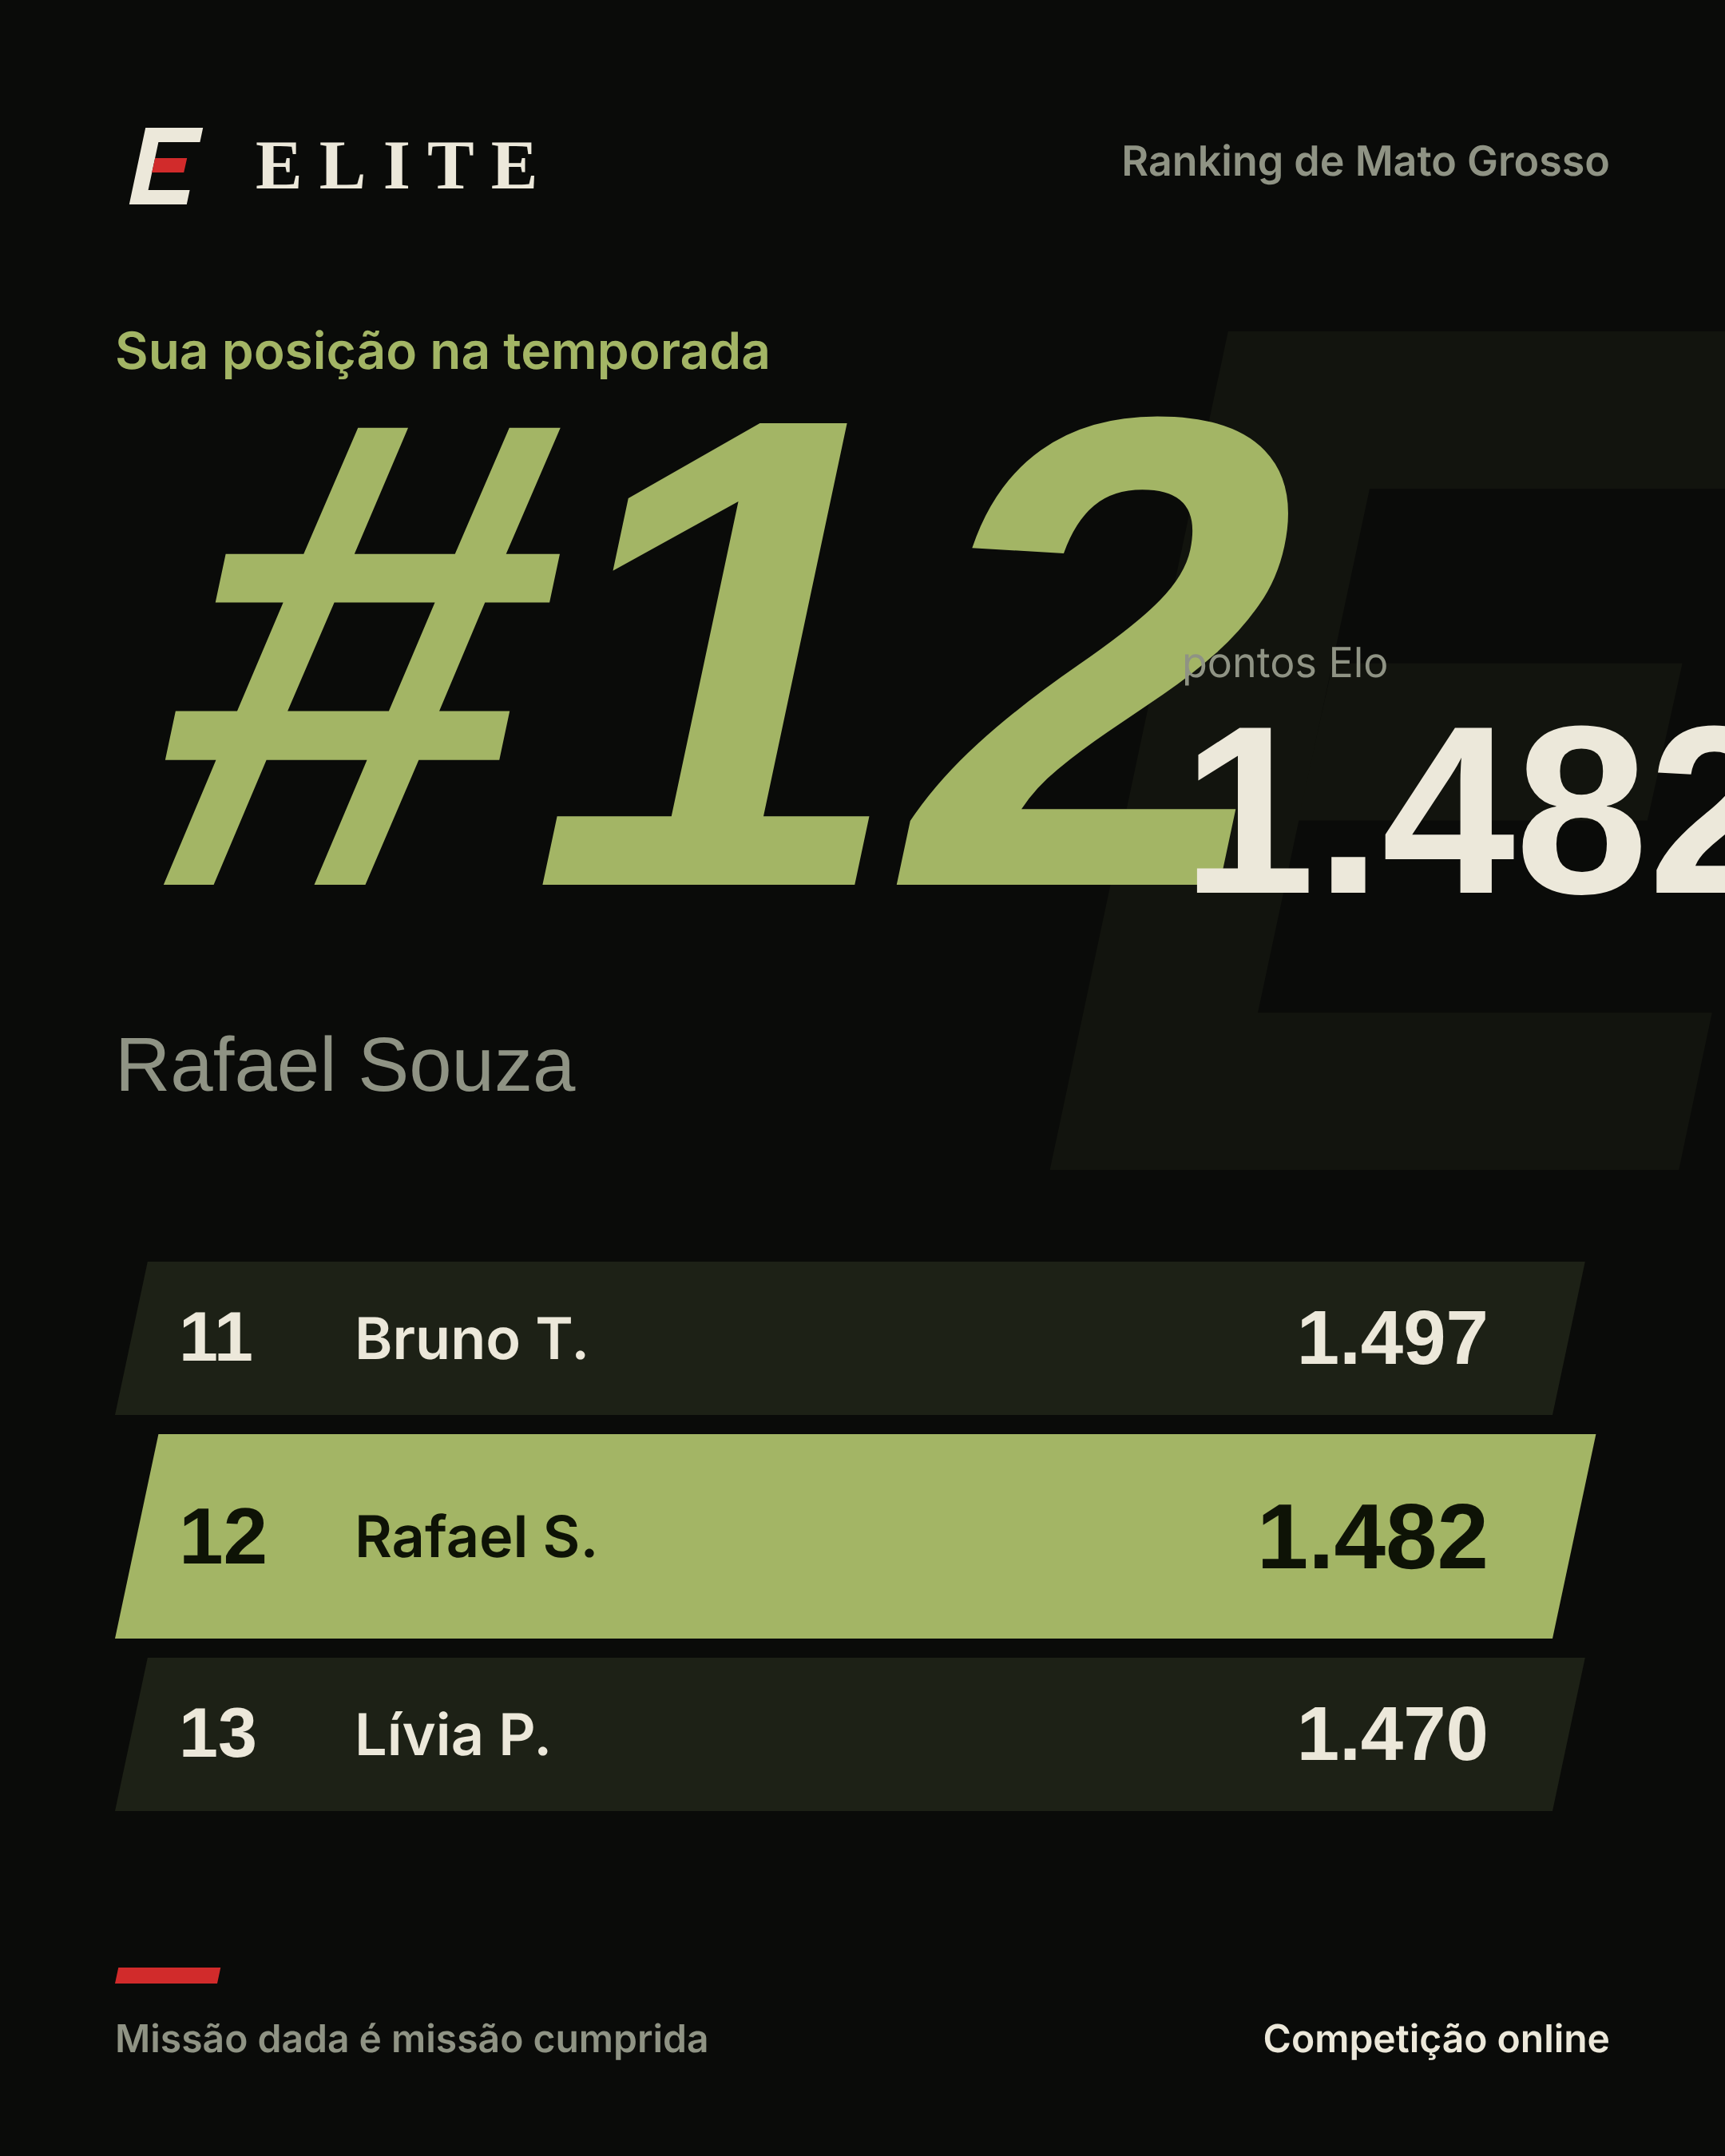 E ELITE
Ranking de Mato Grosso
Sua posição na temporada
#12
pontos Elo
1.482
Rafael Souza
11 Bruno T. 1.497
12 Rafael S. 1.482
13 Lívia P. 1.470
Missão dada é missão cumprida
Competição online